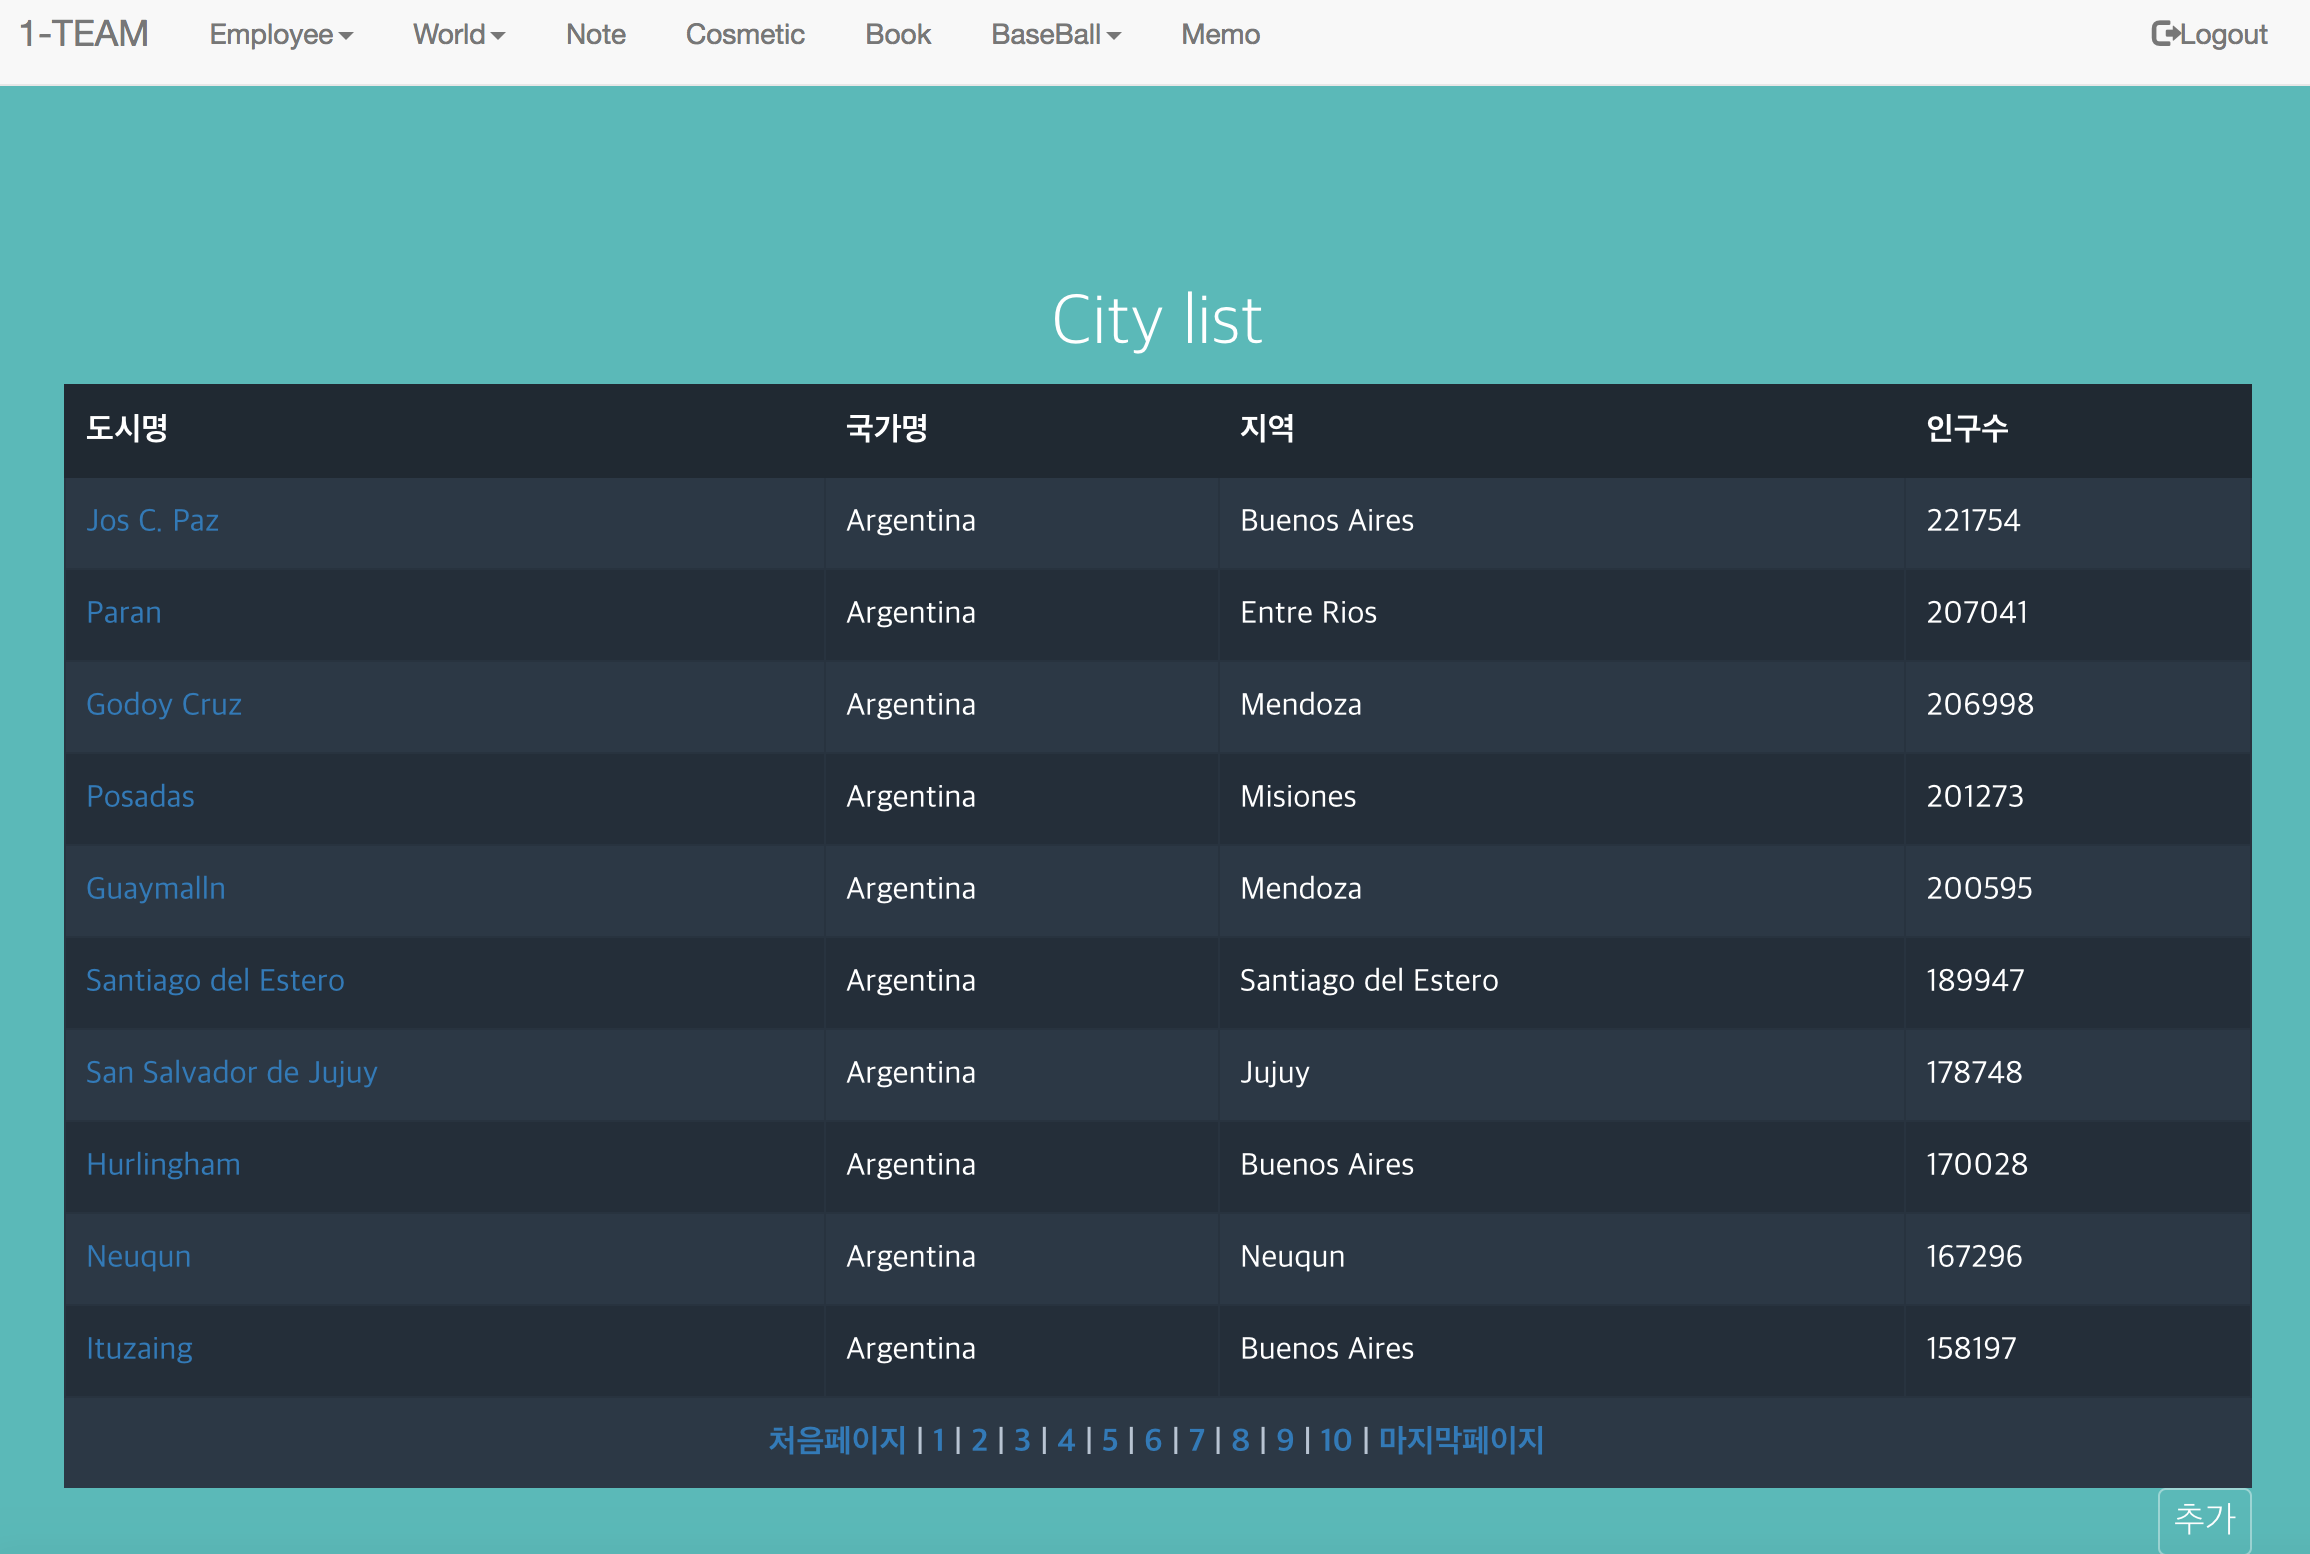 1-TEAM Employee World Note Cosmetic Book BaseBall Memo Logout
City list
도시명 국가명 지역 인구수
Jos C. Paz Argentina Buenos Aires 221754
Paran Argentina Entre Rios 207041
Godoy Cruz Argentina Mendoza 206998
Posadas Argentina Misiones 201273
Guaymalln Argentina Mendoza 200595
Santiago del Estero Argentina Santiago del Estero 189947
San Salvador de Jujuy Argentina Jujuy 178748
Hurlingham Argentina Buenos Aires 170028
Neuqun Argentina Neuqun 167296
Ituzaing Argentina Buenos Aires 158197
처음페이지 | 1 | 2 | 3 | 4 | 5 | 6 | 7 | 8 | 9 | 10 | 마지막페이지
추가